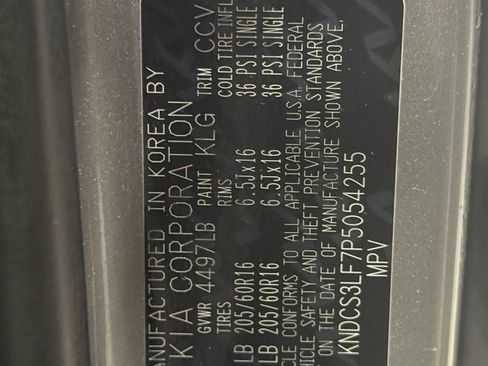 ANUFACTURED IN KOREA BY
KIA CORPORATION
GVWR 4497LB PAINT KLG TRIM CCV
TIRES RIMS COLD TIRE INFL
LB 205/60R16 6.5Jx16 36 PSI SINGLE
LB 205/60R16 6.5Jx16 36 PSI SINGLE
CLE CONFORMS TO ALL APPLICABLE U.S.A. FEDERAL
HICLE SAFETY AND THEFT PREVENTION STANDARDS
ON THE DATE OF MANUFACTURE SHOWN ABOVE.
KNDCS3LF7P5054255
MPV